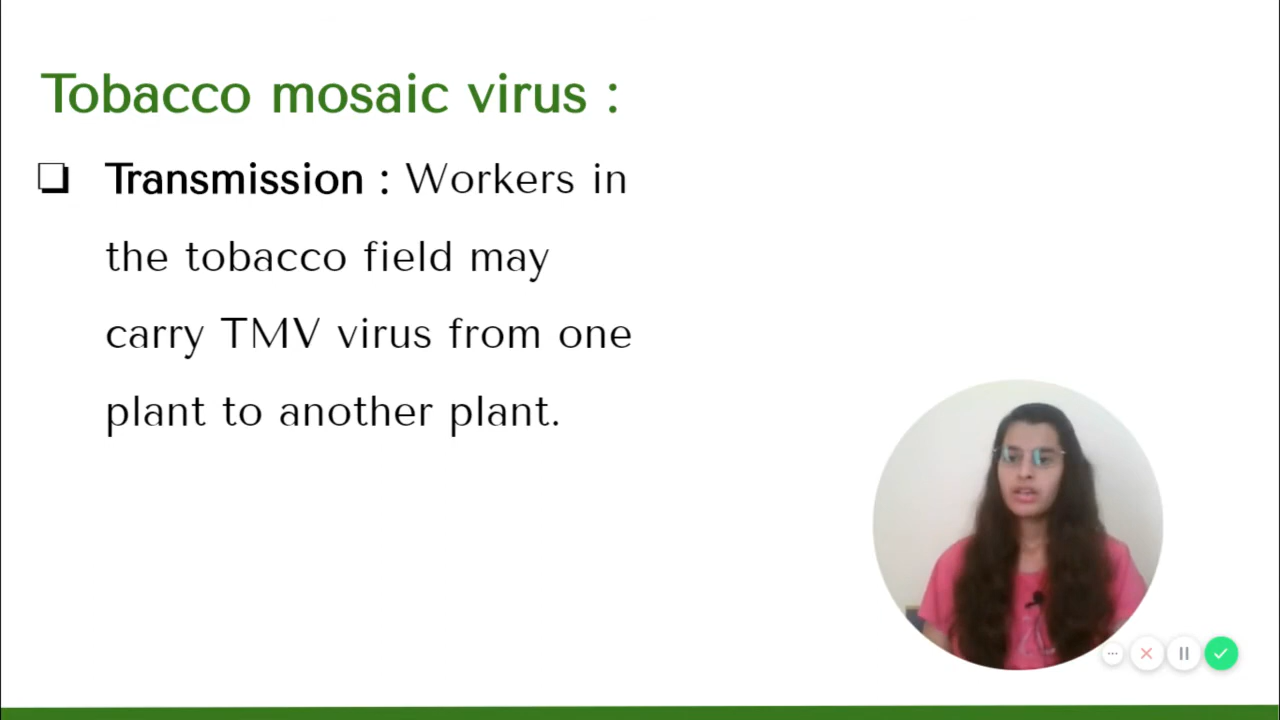 Tobacco mosaic virus :
Transmission : Workers in
the tobacco field may
carry TMV virus from one
plant to another plant.